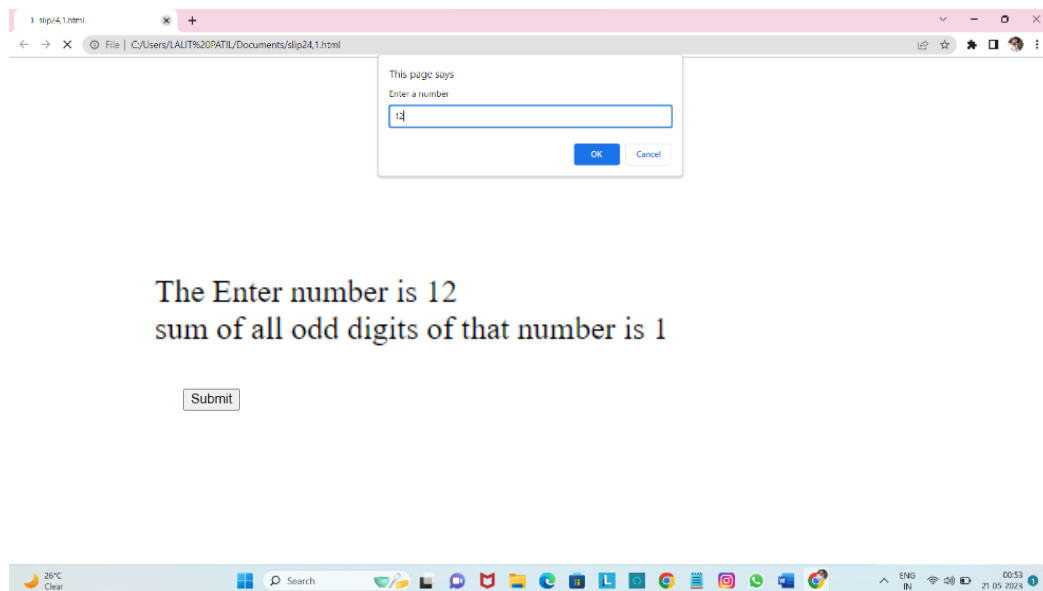 slip24,1.html
File | C:/Users/LALIT%20PATIL/Documents/slip24,1.html
This page says
Enter a number
12
OK Cancel
The Enter number is 12
sum of all odd digits of that number is 1
Submit
26°C
Clear
Search
ENG
IN
00:53
21 05 2023
1